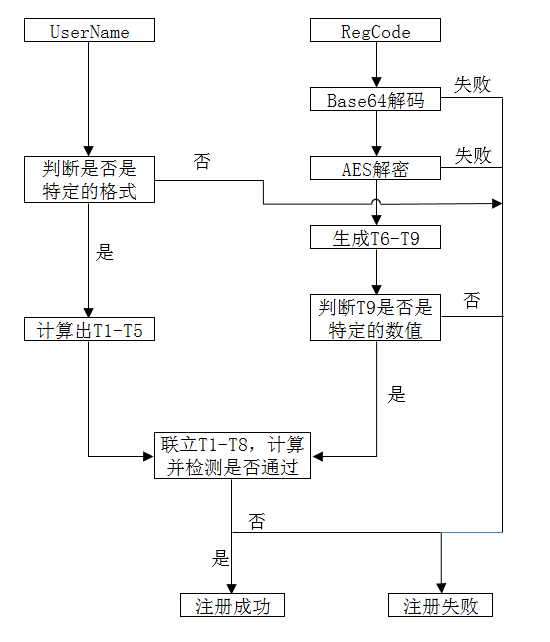 UserName
RegCode
Base64解码
失败
判断是否是
特定的格式
否
AES解密
失败
生成T6-T9
是
计算出T1-T5
判断T9是否是
特定的数值
否
是
联立T1-T8，计算
并检测是否通过
否
是
注册成功
注册失败